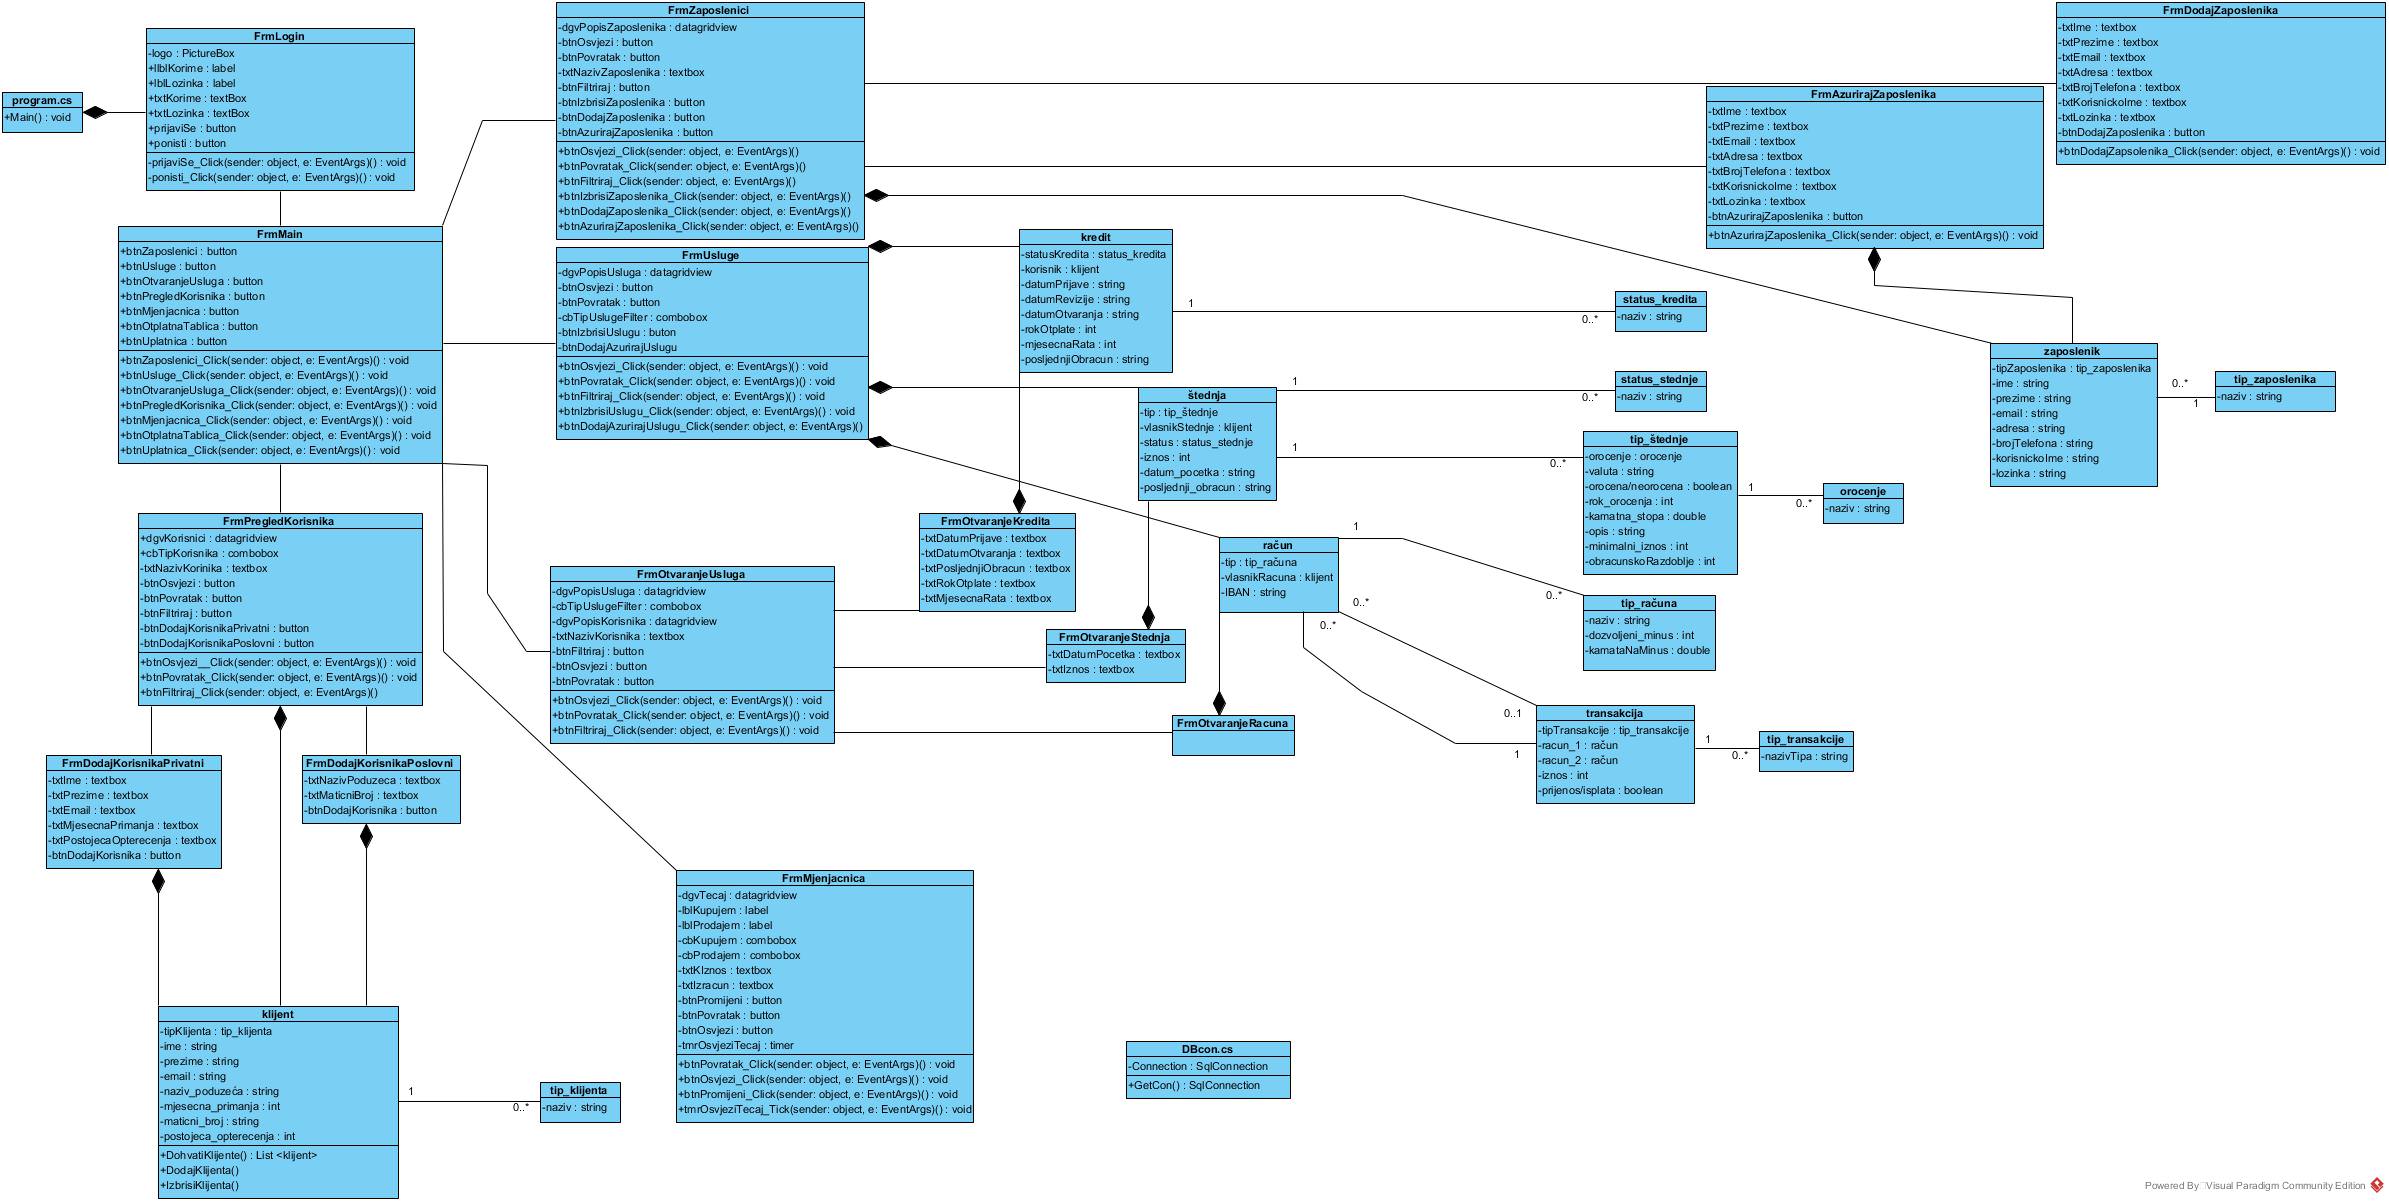 program.cs
+Main() : void
FrmLogin
-logo : PictureBox
+llblKorime : label
+lblLozinka : label
+txtKorime : textBox
+txtLozinka : textBox
+prijaviSe : button
+ponisti : button
-prijaviSe_Click(sender: object, e: EventArgs)() : void
-ponisti_Click(sender: object, e: EventArgs)() : void
FrmMain
+btnZaposlenici : button
+btnUsluge : button
+btnOtvaranjeUsluga : button
+btnPregledKorisnika : button
+btnMjenjacnica : button
+btnOtplatnaTablica : button
+btnUplatnica : button
+btnZaposlenici_Click(sender: object, e: EventArgs)() : void
+btnUsluge_Click(sender: object, e: EventArgs)() : void
+btnOtvaranjeUsluga_Click(sender: object, e: EventArgs)() : void
+btnPregledKorisnika_Click(sender: object, e: EventArgs)() : void
+btnMjenjacnica_Click(sender: object, e: EventArgs)() : void
+btnOtplatnaTablica_Click(sender: object, e: EventArgs)() : void
+btnUplatnica_Click(sender: object, e: EventArgs)() : void
FrmZaposlenici
-dgvPopisZaposlenika : datagridview
-btnOsvjezi : button
-btnPovratak : button
-txtNazivZaposlenika : textbox
-btnFiltriraj : button
-btnIzbrisiZaposlenika : button
-btnDodajZaposlenika : button
-btnAzurirajZaposlenika : button
+btnOsvjezi_Click(sender: object, e: EventArgs)()
+btnPovratak_Click(sender: object, e: EventArgs)()
+btnFiltriraj_Click(sender: object, e: EventArgs)()
+btnIzbrisiZaposlenika_Click(sender: object, e: EventArgs)()
+btnDodajZaposlenika_Click(sender: object, e: EventArgs)()
+btnAzurirajZaposlenika_Click(sender: object, e: EventArgs)()
FrmUsluge
-dgvPopisUsluga : datagridview
-btnOsvjezi : button
-btnPovratak : button
-cbTipUslugeFilter : combobox
-btnIzbrisiUslugu : buton
-btnDodajAzurirajUslugu
+btnOsvjezi_Click(sender: object, e: EventArgs)() : void
+btnPovratak_Click(sender: object, e: EventArgs)() : void
+btnFiltriraj_Click(sender: object, e: EventArgs)() : void
+btnIzbrisiUslugu_Click(sender: object, e: EventArgs)() : void
+btnDodajAzurirajUslugu_Click(sender: object, e: EventArgs)()
FrmDodajZaposlenika
-txtIme : textbox
-txtPrezime : textbox
-txtEmail : textbox
-txtAdresa : textbox
-txtBrojTelefona : textbox
-txtKorisnickoIme : textbox
-txtLozinka : textbox
-btnDodajZaposlenika : button
+btnDodajZapsolenika_Click(sender: object, e: EventArgs)() : void
FrmAzurirajZaposlenika
-txtIme : textbox
-txtPrezime : textbox
-txtEmail : textbox
-txtAdresa : textbox
-txtBrojTelefona : textbox
-txtKorisnickoIme : textbox
-txtLozinka : textbox
-btnAzurirajZaposlenika : button
+btnAzurirajZaposlenika_Click(sender: object, e: EventArgs)() : void
kredit
-statusKredita : status_kredita
-korisnik : klijent
-datumPrijave : string
-datumRevizije : string
-datumOtvaranja : string
-rokOtplate : int
-mjesecnaRata : int
-posljednjiObracun : string
1
0..*
status_kredita
-naziv : string
štednja
-tip : tip_štednje
-vlasnikStednje : klijent
-status : status_stednje
-iznos : int
-datum_pocetka : string
-posljednji_obracun : string
1
0..*
status_stednje
-naziv : string
1
0..*
tip_štednje
-orocenje : orocenje
-valuta : string
-orocena/neorocena : boolean
-rok_orocenja : int
-kamatna_stopa : double
-opis : string
-minimalni_iznos : int
-obracunskoRazdoblje : int
1
0..*
orocenje
-naziv : string
zaposlenik
-tipZaposlenika : tip_zaposlenika
-ime : string
-prezime : string
-email : string
-adresa : string
-brojTelefona : string
-korisnickoIme : string
-lozinka : string
0..*
1
tip_zaposlenika
-naziv : string
FrmPregledKorisnika
+dgvKorisnici : datagridview
+cbTipKorisnika : combobox
-txtNazivKorinika : textbox
-btnOsvjezi : button
-btnPovratak : button
-btnFiltriraj : button
-btnDodajKorisnikaPrivatni : button
-btnDodajKorisnikaPoslovni : button
+btnOsvjezi__Click(sender: object, e: EventArgs)() : void
+btnPovratak_Click(sender: object, e: EventArgs)() : void
+btnFiltriraj_Click(sender: object, e: EventArgs)()
FrmOtvaranjeUsluga
-dgvPopisUsluga : datagridview
-cbTipUslugeFilter : combobox
-dgvPopisKorisnika : datagridview
-txtNazivKorisnika : textbox
-btnFiltriraj : button
-btnOsvjezi : button
-btnPovratak : button
+btnOsvjezi_Click(sender: object, e: EventArgs)() : void
+btnPovratak_Click(sender: object, e: EventArgs)() : void
+btnFiltriraj_Click(sender: object, e: EventArgs)() : void
FrmOtvaranjeKredita
-txtDatumPrijave : textbox
-txtDatumOtvaranja : textbox
-txtPosljednjiObracun : textbox
-txtRokOtplate : textbox
-txtMjesecnaRata : textbox
FrmOtvaranjeStednja
-txtDatumPocetka : textbox
-txtIznos : textbox
FrmOtvaranjeRacuna
račun
-tip : tip_računa
-vlasnikRacuna : klijent
-IBAN : string
1
0..*
tip_računa
-naziv : string
-dozvoljeni_minus : int
-kamataNaMinus : double
0..*
0..*
0..1
1
transakcija
-tipTransakcije : tip_transakcije
-racun_1 : račun
-racun_2 : račun
-iznos : int
-prijenos/isplata : boolean
1
0..*
tip_transakcije
-nazivTipa : string
FrmDodajKorisnikaPrivatni
-txtIme : textbox
-txtPrezime : textbox
-txtEmail : textbox
-txtMjesecnaPrimanja : textbox
-txtPostojecaOpterecenja : textbox
-btnDodajKorisnika : button
FrmDodajKorisnikaPoslovni
-txtNazivPoduzeca : textbox
-txtMaticniBroj : textbox
-btnDodajKorisnika : button
FrmMjenjacnica
-dgvTecaj : datagridview
-lblKupujem : label
-lblProdajem : label
-cbKupujem : combobox
-cbProdajem : combobox
-txtKIznos : textbox
-txtIzracun : textbox
-btnPromijeni : button
-btnPovratak : button
-btnOsvjezi : button
-tmrOsvjeziTecaj : timer
+btnPovratak_Click(sender: object, e: EventArgs)() : void
+btnOsvjezi_Click(sender: object, e: EventArgs)() : void
+btnPromijeni_Click(sender: object, e: EventArgs)() : void
+tmrOsvjeziTecaj_Tick(sender: object, e: EventArgs)() : void
klijent
-tipKlijenta : tip_klijenta
-ime : string
-prezime : string
-email : string
-naziv_poduzeća : string
-mjesecna_primanja : int
-maticni_broj : string
-postojeca_opterecenja : int
+DohvatiKlijente() : List <klijent>
+DodajKlijenta()
+IzbrisiKlijenta()
1
0..*
tip_klijenta
-naziv : string
DBcon.cs
-Connection : SqlConnection
+GetCon() : SqlConnection
Powered By Visual Paradigm Community Edition